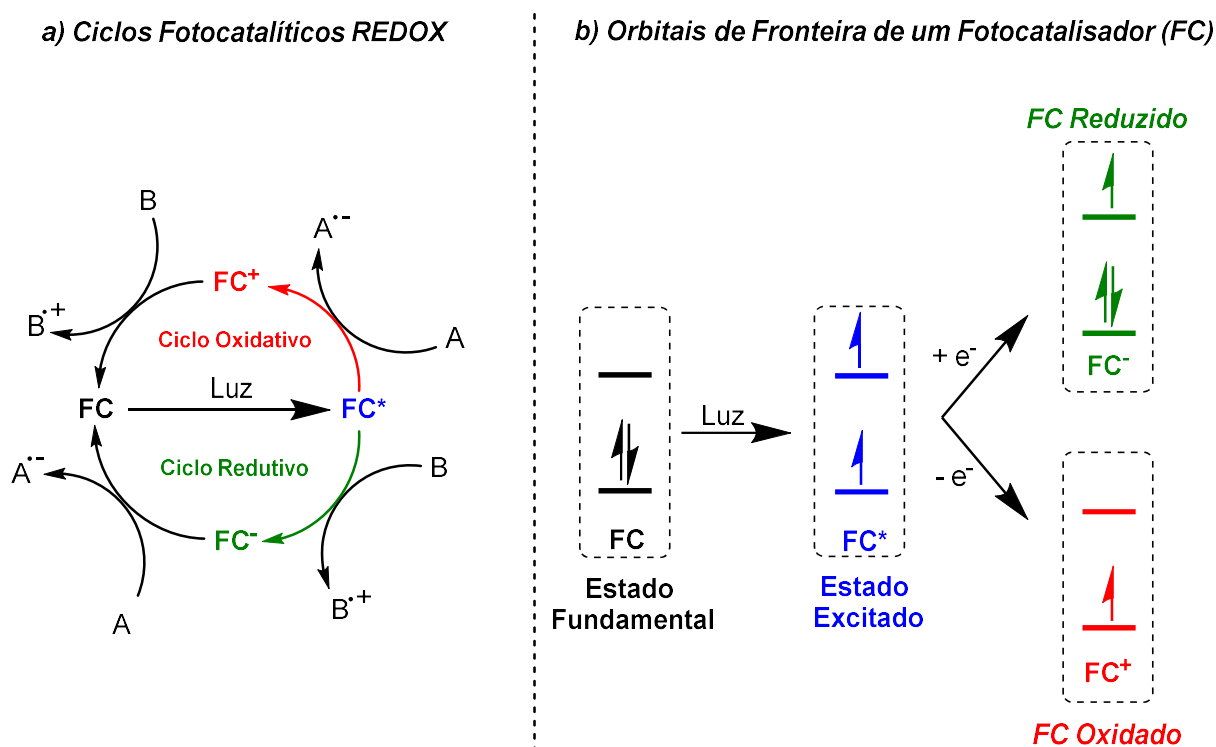 a) Ciclos Fotocatalíticos REDOX
B
A•-
FC+
B•+
Ciclo Oxidativo
A
Luz
FC
FC*
A•-
Ciclo Redutivo
B
FC-
B•+
A
b) Orbitais de Fronteira de um Fotocatalisador (FC)
FC
Estado
Fundamental
Luz
FC*
Estado
Excitado
+ e-
- e-
FC Reduzido
FC-
FC+
FC Oxidado